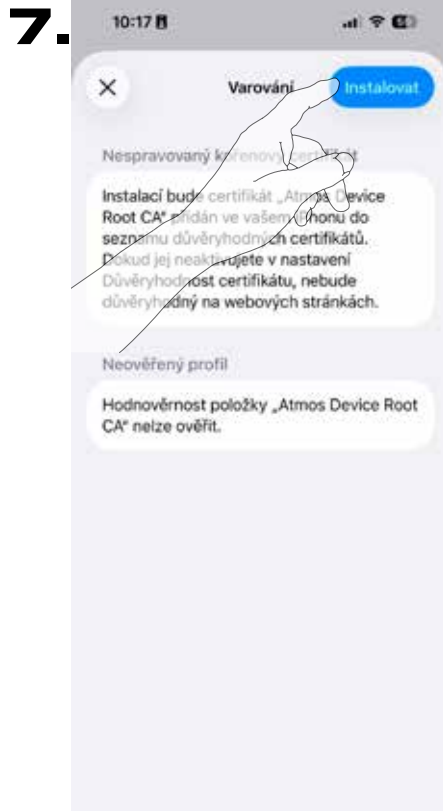 7.
10:17
Varování
Instalovat
Nespravovaný kořenový certifikát
Instalací bude certifikát „Atmos Device
Root CA“ přidán ve vašem iPhonu do
seznamu důvěryhodných certifikátů.
Dokud jej neaktivujete v nastavení
Důvěryhodnost certifikátu, nebude
důvěryhodný na webových stránkách.
Neověřený profil
Hodnověrnost položky „Atmos Device Root
CA“ nelze ověřit.